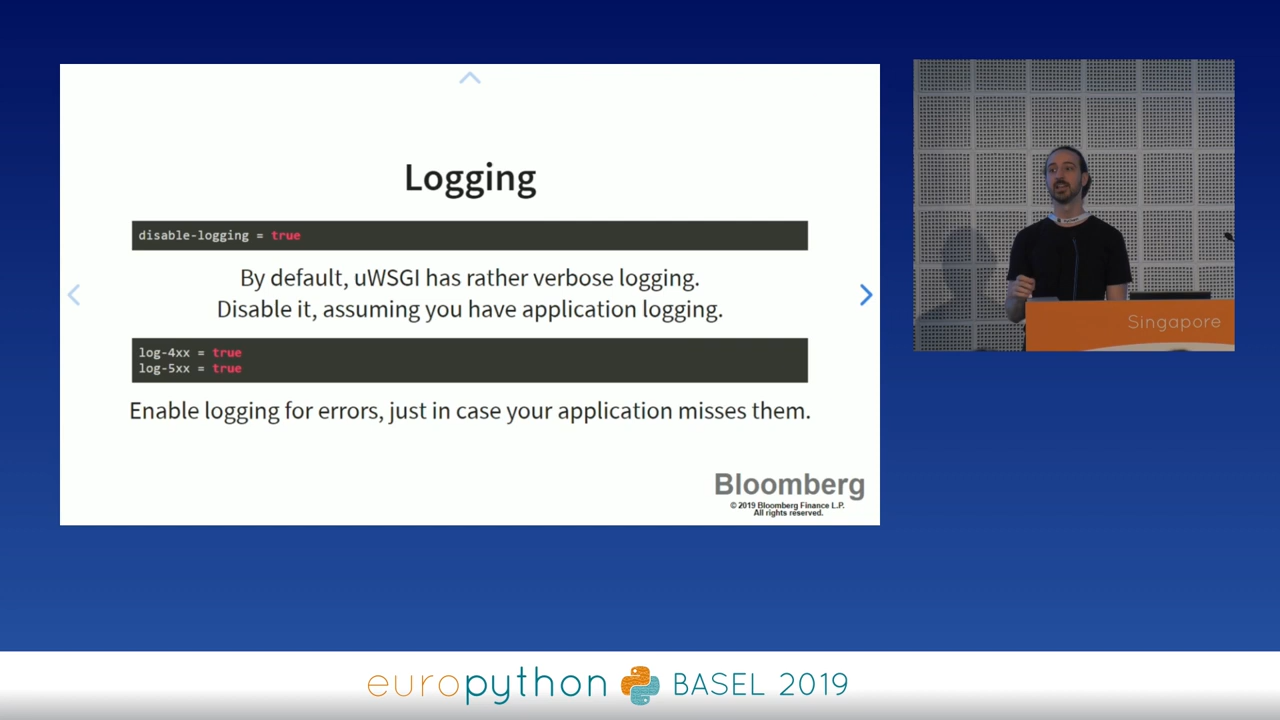 Logging
disable-logging = true
By default, uWSGI has rather verbose logging.
Disable it, assuming you have application logging.
log-4xx = true
log-5xx = true
Enable logging for errors, just in case your application misses them.
Bloomberg
© 2019 Bloomberg Finance L.P.
All rights reserved.
Singapore
europython BASEL 2019